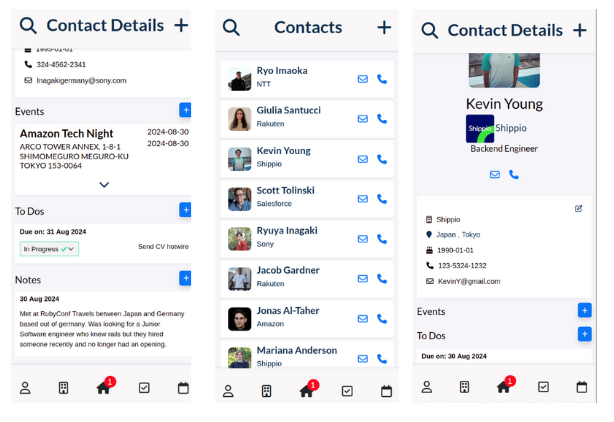 Contact Details
1993-01-01
324-4562-2341
Inagakigermany@sony.com
Events
Amazon Tech Night
2024-08-30
2024-08-30
ARCO TOWER ANNEX, 1-8-1
SHIMOMEGURO MEGURO-KU
TOKYO 153-0064
To Dos
Due on: 31 Aug 2024
In Progress
Send CV hotwire
Notes
30 Aug 2024
Met at RubyConf Travels between Japan and Germany
based out of germany. Was looking for a Junior
Software engineer who knew rails but they hired
someone recently and no longer had an opening.
1
Contacts
Ryo Imaoka
NTT
Giulia Santucci
Rakuten
Kevin Young
Shippio
Scott Tolinski
Salesforce
Ryuya Inagaki
Sony
Jacob Gardner
Rakuten
Jonas Al-Taher
Amazon
Mariana Anderson
Shippio
1
Contact Details
Kevin Young
Shippio
Shippio
Backend Engineer
Shippio
Japan , Tokyo
1990-01-01
123-5324-1232
KevinY@gmail.com
Events
To Dos
Due on: 30 Aug 2024
1